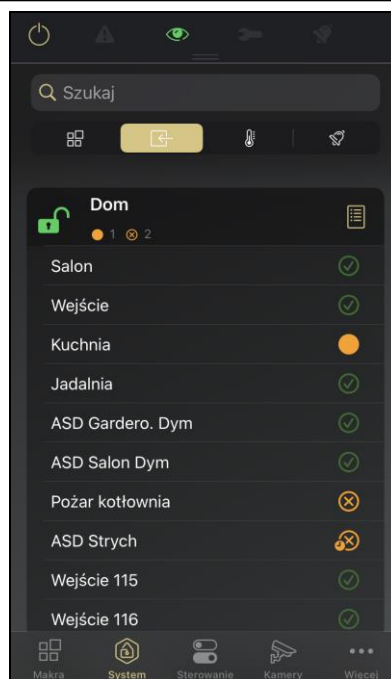 Szukaj
Dom
1 2
Salon
Wejście
Kuchnia
Jadalnia
ASD Gardero. Dym
ASD Salon Dym
Pożar kotłownia
ASD Strych
Wejście 115
Wejście 116
Makra System Sterowanie Kamery Więcej